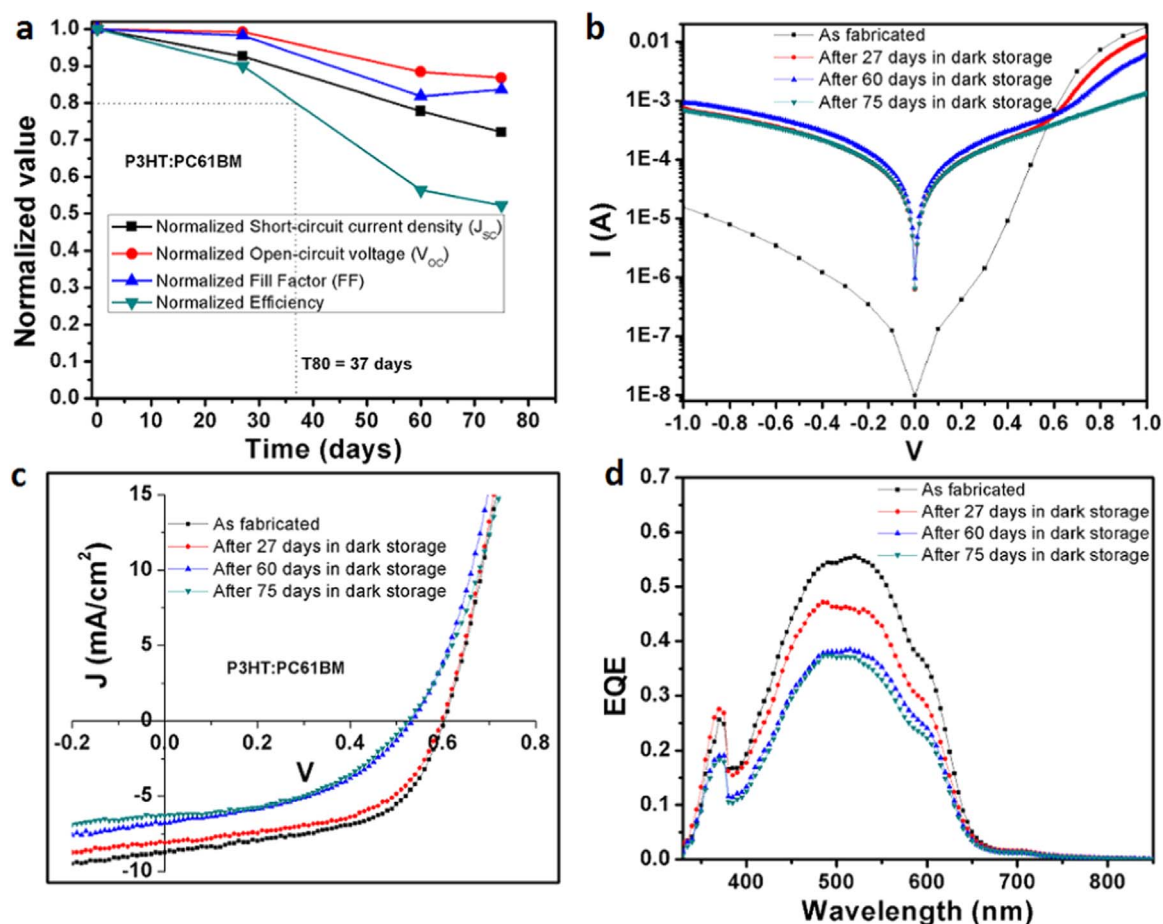 a
1.0
0.9
0.8
0.7
0.6
0.5
0.4
0.3
0.2
0.1
0.0
Normalized value
P3HT:PC61BM
Normalized Short-circuit current density (J_SC)
Normalized Open-circuit voltage (V_OC)
Normalized Fill Factor (FF)
Normalized Efficiency
T80 = 37 days
0 10 20 30 40 50 60 70 80
Time (days)
b
As fabricated
After 27 days in dark storage
After 60 days in dark storage
After 75 days in dark storage
0.01
1E-3
1E-4
1E-5
1E-6
1E-7
1E-8
I (A)
-1.0 -0.8 -0.6 -0.4 -0.2 0.0 0.2 0.4 0.6 0.8 1.0
V
c
15
10
5
0
-5
-10
J (mA/cm²)
As fabricated
After 27 days in dark storage
After 60 days in dark storage
After 75 days in dark storage
P3HT:PC61BM
-0.2 0.0 0.4 0.6 0.8
V
d
0.7
0.6
0.5
0.4
0.3
0.2
0.1
0.0
EQE
As fabricated
After 27 days in dark storage
After 60 days in dark storage
After 75 days in dark storage
400 500 600 700 800
Wavelength (nm)